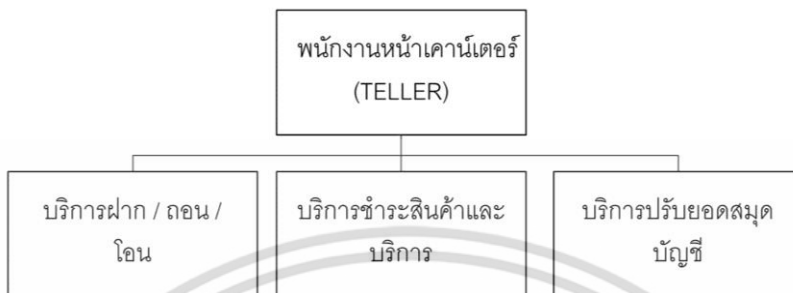 พนักงานหน้าเคาน์เตอร์
(TELLER)
บริการฝาก / ถอน /
โอน
บริการชำระสินค้าและ
บริการ
บริการปรับยอดสมุด
บัญชี